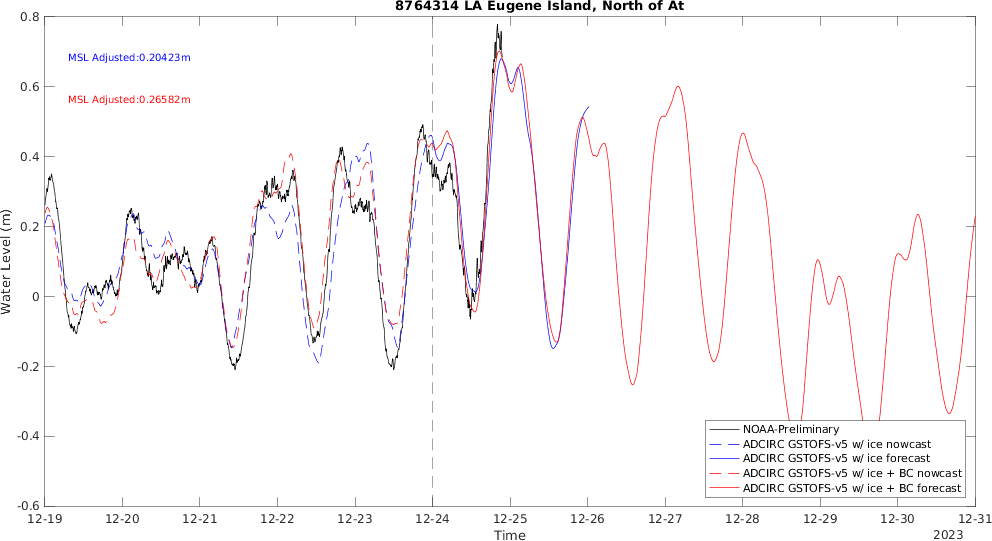 8764314 LA Eugene Island, North of At
MSL Adjusted:0.20423m
MSL Adjusted:0.26582m
Water Level (m)
0.8
0.6
0.4
0.2
0
-0.2
-0.4
-0.6
NOAA-Preliminary
ADCIRC GSTOFS-v5 w/ ice nowcast
ADCIRC GSTOFS-v5 w/ ice forecast
ADCIRC GSTOFS-v5 w/ ice + BC nowcast
ADCIRC GSTOFS-v5 w/ ice + BC forecast
12-19 12-20 12-21 12-22 12-23 12-24 12-25 12-26 12-27 12-28 12-29 12-30 12-31
Time
2023